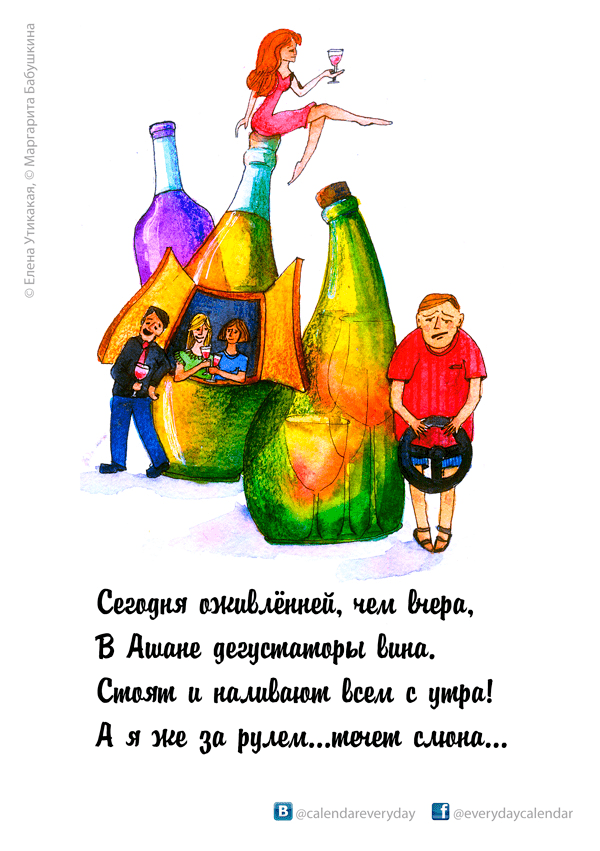 © Елена Утикакая, © Маргарита Бабушкина
Сегодня оживлённей, чем вчера,
В Ашане дегустаторы вина.
Стоят и наливают всем с утра!
А я же за рулем...течет слюна...
B @calendareveryday f @everydaycalendar